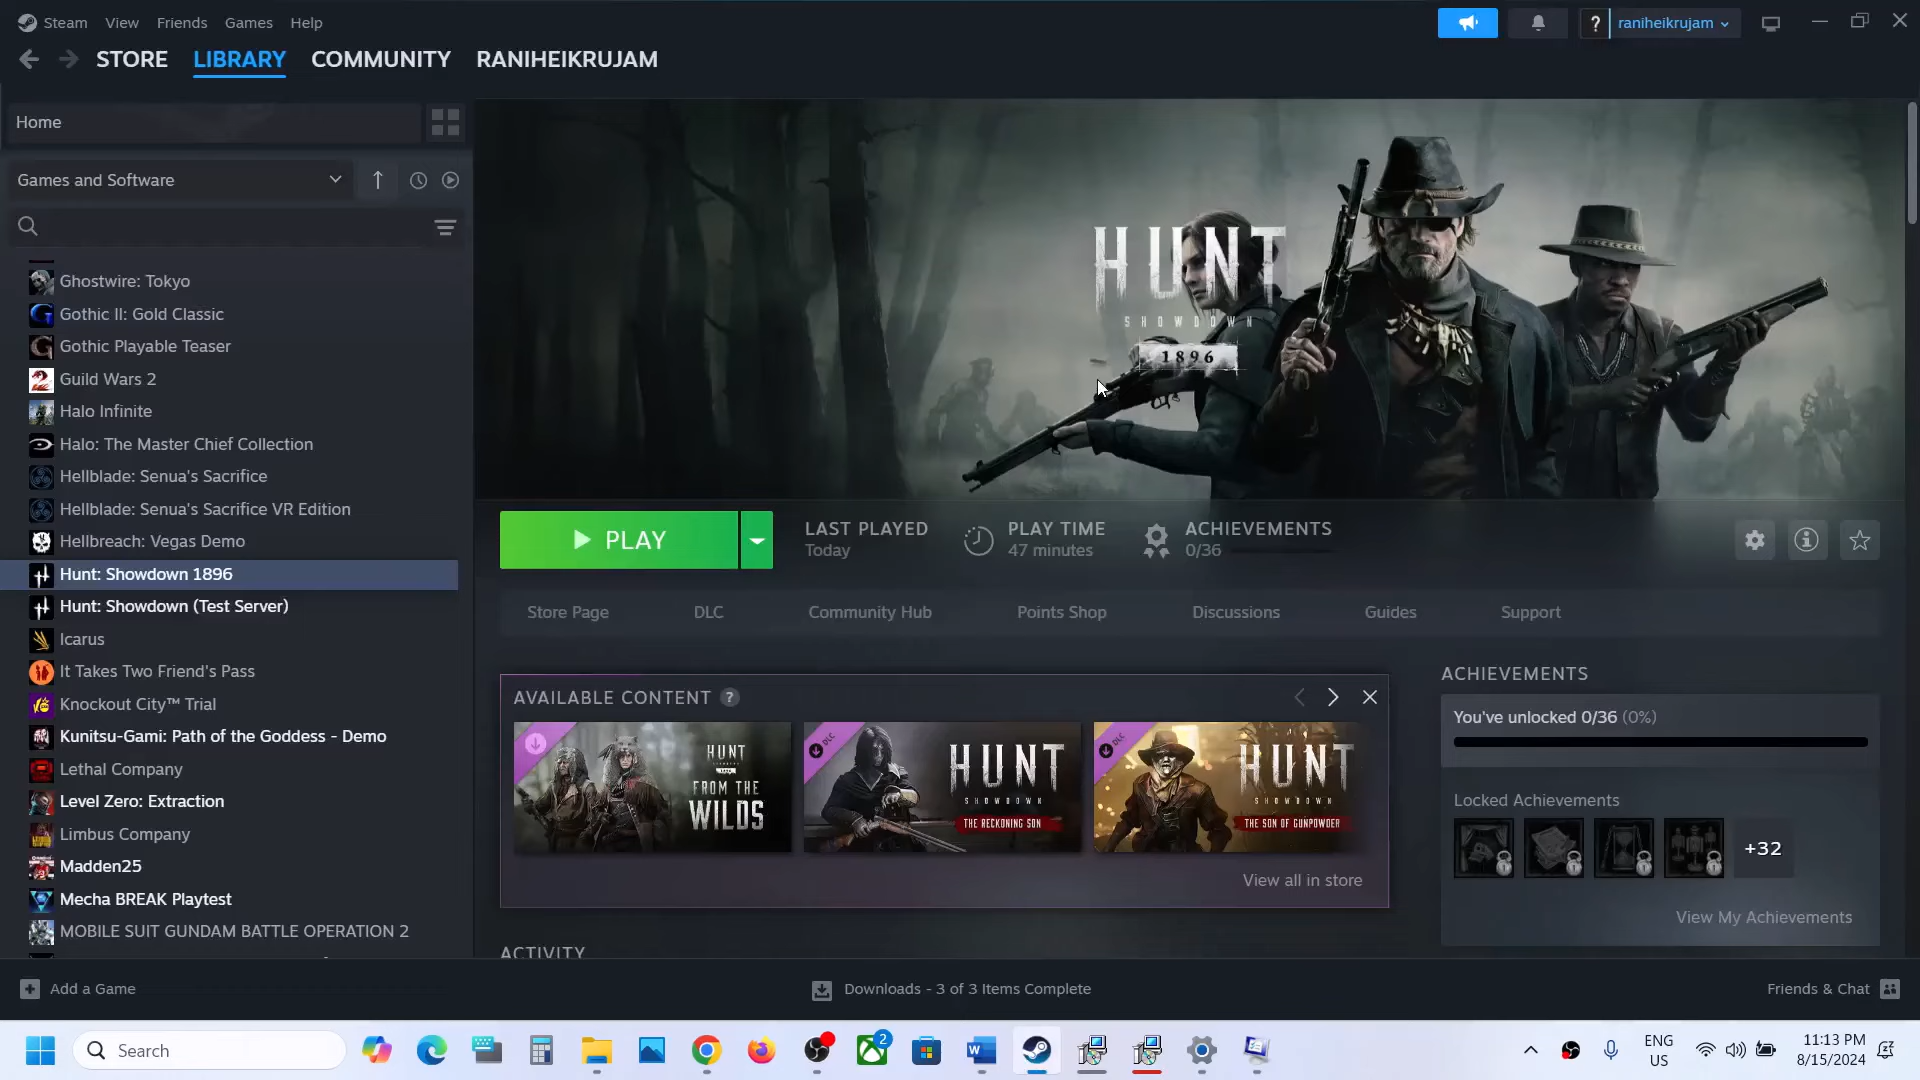 Steam View Friends Games Help
? raniheikrujam
STORE LIBRARY COMMUNITY RANIHEIKRUJAM
Home
Games and Software
Ghostwire: Tokyo
Gothic II: Gold Classic
Gothic Playable Teaser
Guild Wars 2
Halo Infinite
Halo: The Master Chief Collection
Hellblade: Senua's Sacrifice
Hellblade: Senua's Sacrifice VR Edition
Hellbreach: Vegas Demo
Hunt: Showdown 1896
Hunt: Showdown (Test Server)
Icarus
It Takes Two Friend's Pass
Knockout City™ Trial
Kunitsu-Gami: Path of the Goddess - Demo
Lethal Company
Level Zero: Extraction
Limbus Company
Madden25
Mecha BREAK Playtest
MOBILE SUIT GUNDAM BATTLE OPERATION 2
HUNT
SHOWDOWN
1896
PLAY
LAST PLAYED
Today
PLAY TIME
47 minutes
ACHIEVEMENTS
0/36
Store Page DLC Community Hub Points Shop Discussions Guides Support
AVAILABLE CONTENT ?
HUNT
FROM THE
WILDS
DLC
HUNT
SHOWDOWN
THE RECKONING SON
DLC
HUNT
SHOWDOWN
THE SON OF GUNPOWDER
View all in store
ACTIVITY
ACHIEVEMENTS
You've unlocked 0/36 (0%)
Locked Achievements
+32
View My Achievements
Add a Game
Downloads - 3 of 3 Items Complete
Friends & Chat
Search
2
ENG
US
11:13 PM
8/15/2024